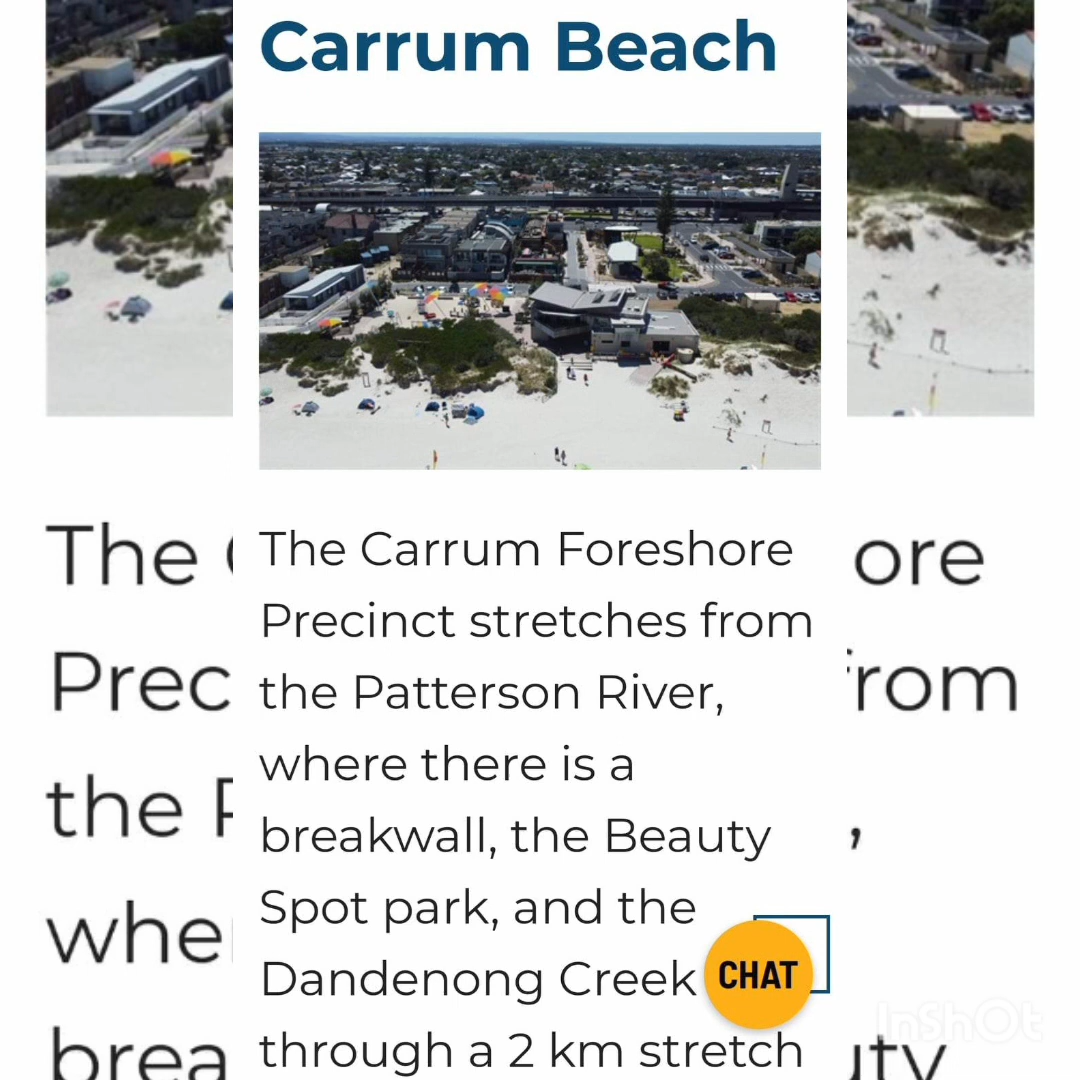 Carrum Beach
The Carrum Foreshore
Precinct stretches from
the Patterson River,
where there is a
breakwall, the Beauty
Spot park, and the
Dandenong Creek
CHAT
through a 2 km stretch
InShOt